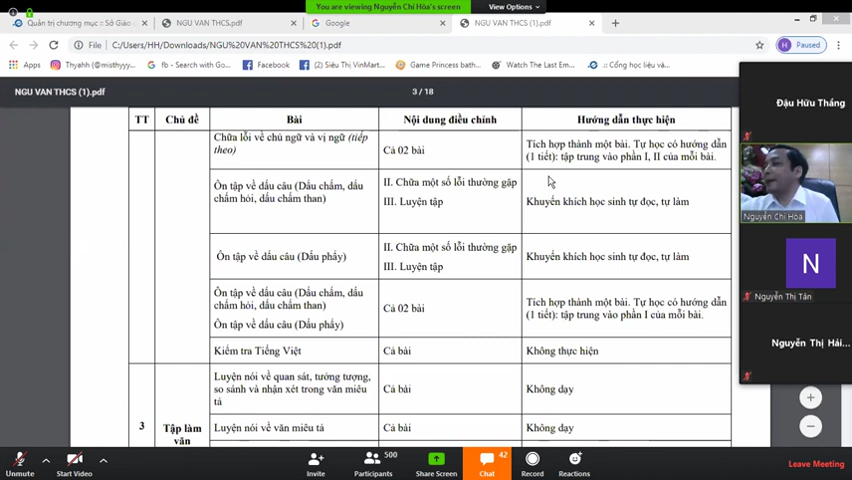 You are viewing Nguyễn Chí Hòa's screen
View Options
Quản trị chương mục :: Sở Giáo
NGU VAN THCS.pdf
Google
NGU VAN THCS (1).pdf
File
C:/Users/HH/Downloads/NGU%20VAN%20THCS%20(1).pdf
H
Paused
Apps
Thyahh (@misthyyy...
fb - Search with Go...
Facebook
(2) Siêu Thị VinMart...
Game Princess bath...
Watch The Last Em...
.:: Cổng học liệu và...
NGU VAN THCS (1).pdf
3 / 18
TT
Chủ đề
Bài
Nội dung điều chỉnh
Hướng dẫn thực hiện
Chữa lỗi về chủ ngữ và vị ngữ (tiếp
theo)
Cả 02 bài
Tích hợp thành một bài. Tự học có hướng dẫn
(1 tiết): tập trung vào phần I, II của mỗi bài.
Ôn tập về dấu câu (Dấu chấm, dấu
chấm hỏi, dấu chấm than)
II. Chữa một số lỗi thường gặp
III. Luyện tập
Khuyến khích học sinh tự đọc, tự làm
Ôn tập về dấu câu (Dấu phẩy)
II. Chữa một số lỗi thường gặp
III. Luyện tập
Khuyến khích học sinh tự đọc, tự làm
Ôn tập về dấu câu (Dấu chấm, dấu
chấm hỏi, dấu chấm than)
Ôn tập về dấu câu (Dấu phẩy)
Cả 02 bài
Tích hợp thành một bài. Tự học có hướng dẫn
(1 tiết): tập trung vào phần I của mỗi bài.
Kiểm tra Tiếng Việt
Cả bài
Không thực hiện
3
Tập làm
văn
Luyện nói về quan sát, tưởng tượng,
so sánh và nhận xét trong văn miêu
tả
Cả bài
Không dạy
Luyện nói về văn miêu tả
Cả bài
Không dạy
Đậu Hữu Thắng
Nguyễn Chí Hòa
N
Nguyễn Thị Tân
Nguyễn Thị Hải...
Unmute
Start Video
Invite
500
Participants
Share Screen
42
Chat
Record
Reactions
Leave Meeting